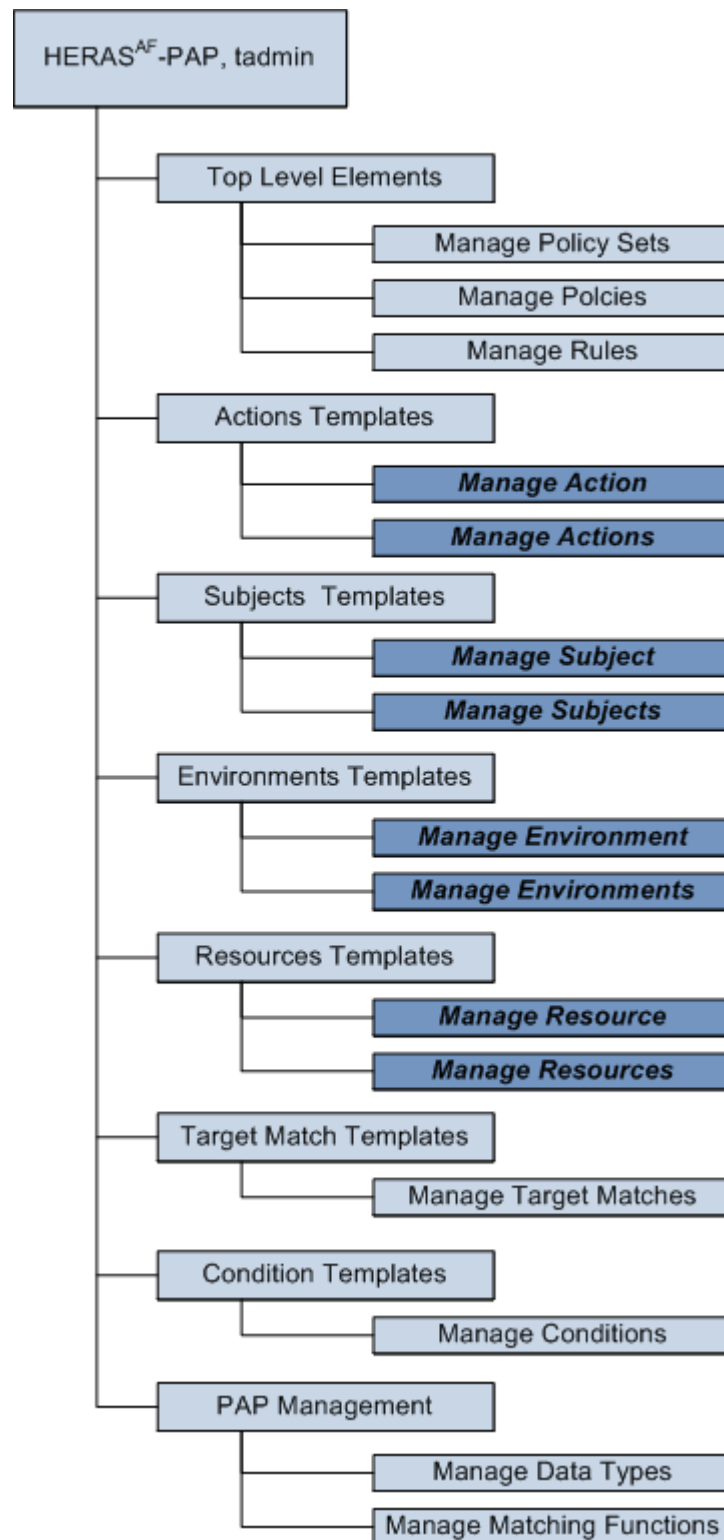 HERASAF-PAP, tadmin
Top Level Elements
Manage Policy Sets
Manage Polcies
Manage Rules
Actions Templates
Manage Action
Manage Actions
Subjects Templates
Manage Subject
Manage Subjects
Environments Templates
Manage Environment
Manage Environments
Resources Templates
Manage Resource
Manage Resources
Target Match Templates
Manage Target Matches
Condition Templates
Manage Conditions
PAP Management
Manage Data Types
Manage Matching Functions